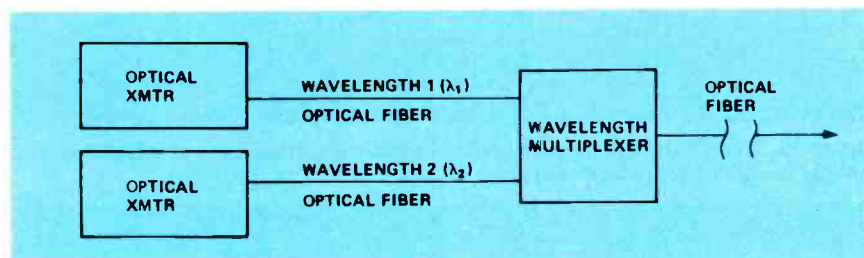 OPTICAL
XMTR
WAVELENGTH 1 (λ₁)
OPTICAL FIBER
OPTICAL
XMTR
WAVELENGTH 2 (λ₂)
OPTICAL FIBER
WAVELENGTH
MULTIPLEXER
OPTICAL
FIBER